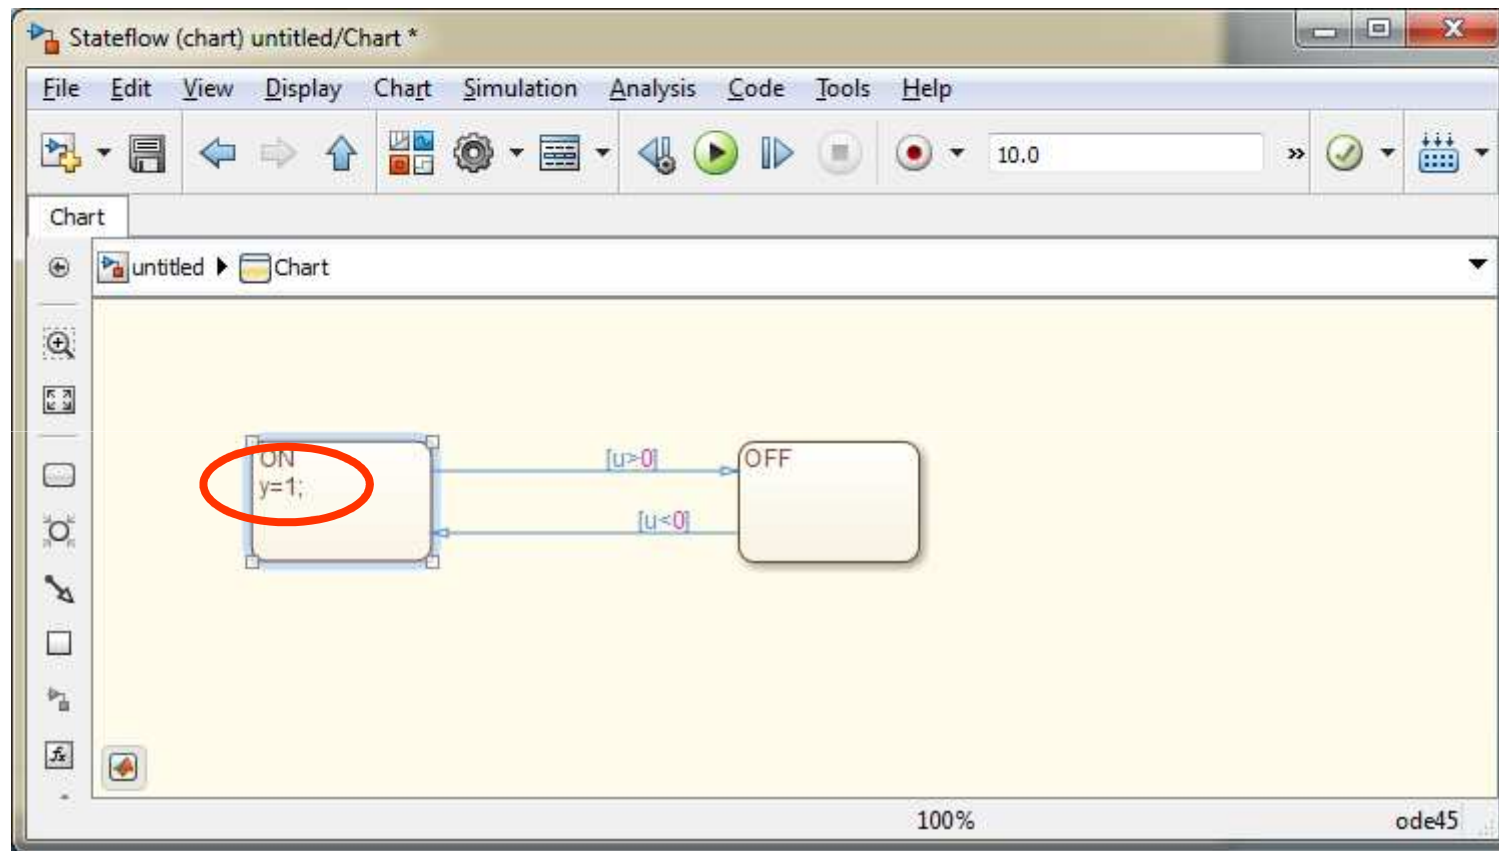 Stateflow (chart) untitled/Chart *
File Edit View Display Chart Simulation Analysis Code Tools Help
10.0 »
Chart
untitled Chart
ON
y=1;
[u>0]
OFF
[u<0]
fx
100% ode45